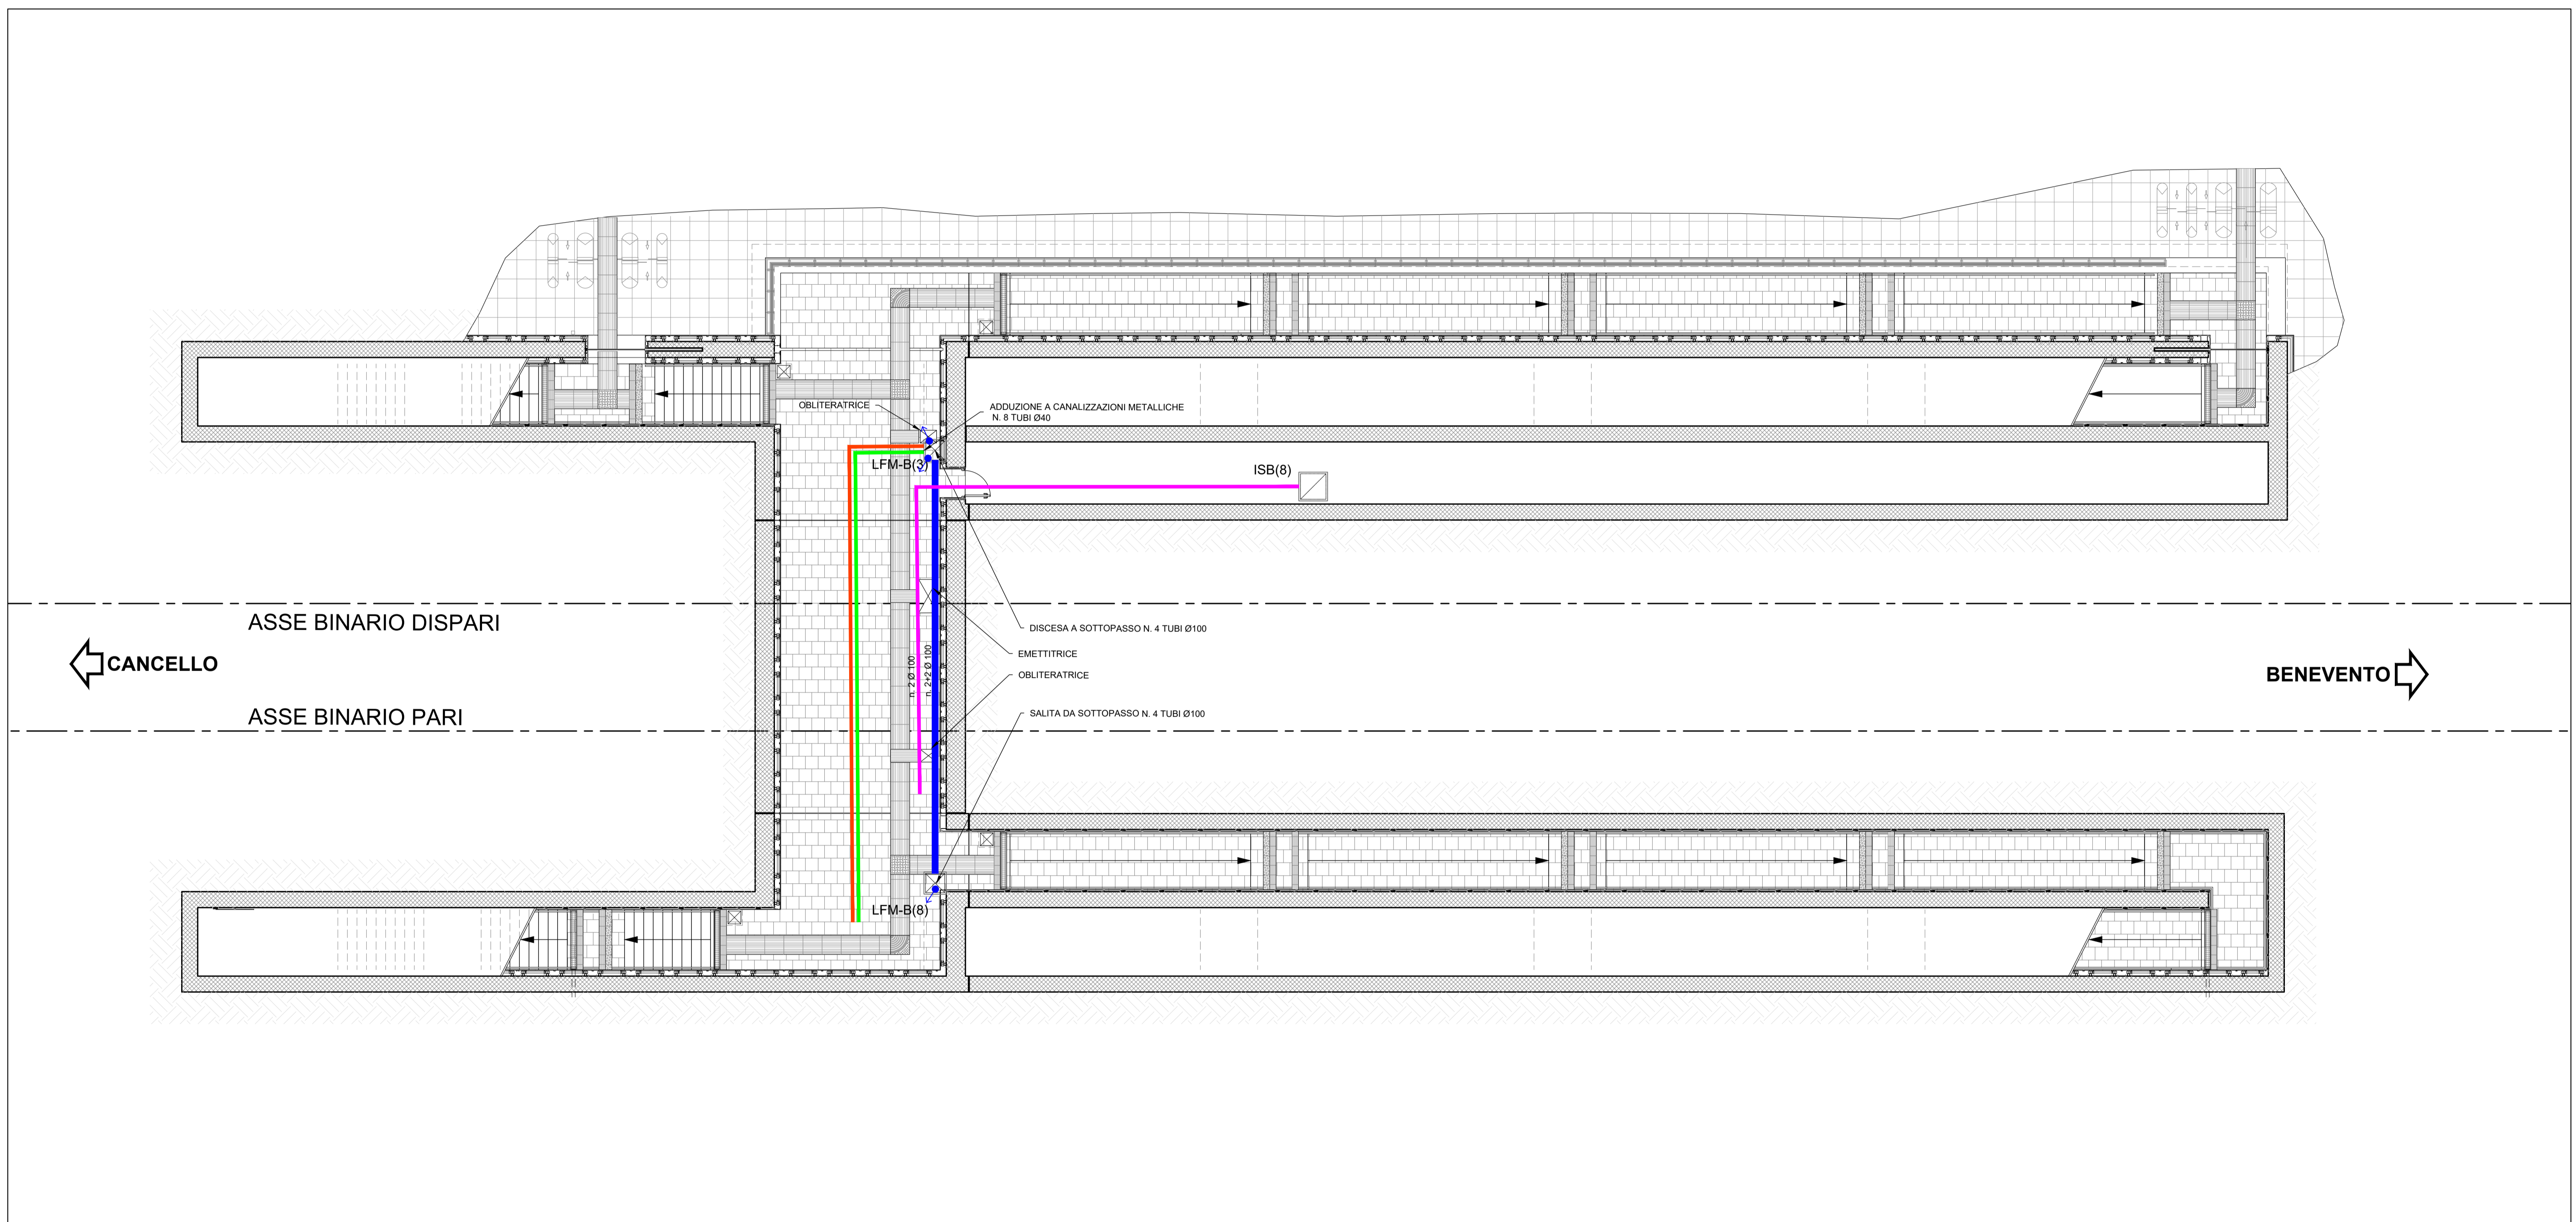 OBLITERATRICE
ADDUZIONE A CANALIZZAZIONI METALLICHE
N. 8 TUBI Ø40
LFM-B(3)
ISB(8)
ASSE BINARIO DISPARI
DISCESA A SOTTOPASSO N. 4 TUBI Ø100
EMETTITRICE
CANCELLO
n. 2 Ø 100
n. 2+2 Ø 100
OBLITERATRICE
BENEVENTO
ASSE BINARIO PARI
SALITA DA SOTTOPASSO N. 4 TUBI Ø100
LFM-B(8)